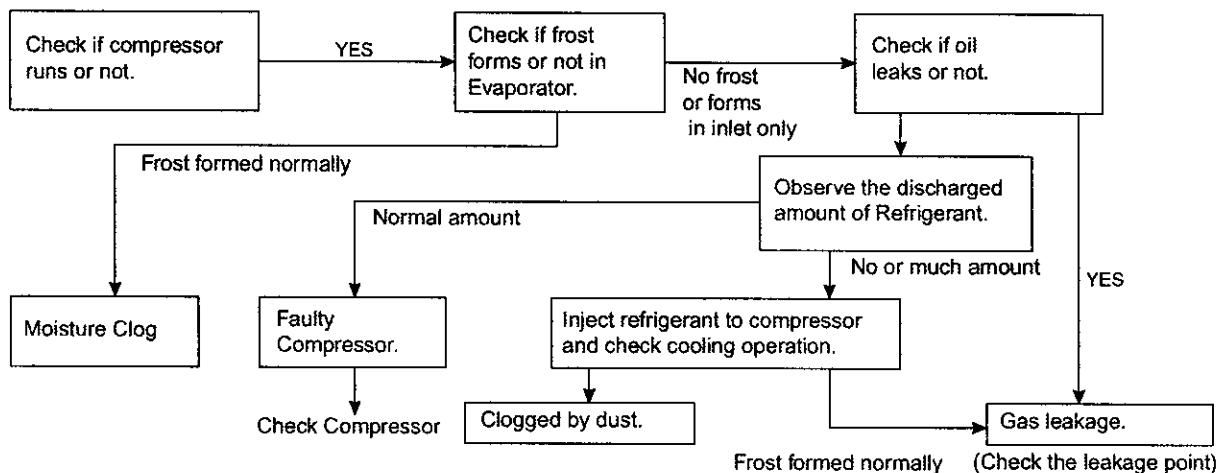 Check if compressor
runs or not.
YES
Check if frost
forms or not in
Evaporator.
No frost
or forms
in inlet only
Check if oil
leaks or not.
Frost formed normally
Observe the discharged
amount of Refrigerant.
Normal amount
No or much amount
YES
Moisture Clog
Faulty
Compressor.
Inject refrigerant to compressor
and check cooling operation.
Check Compressor
Clogged by dust.
Gas leakage.
Frost formed normally
(Check the leakage point)